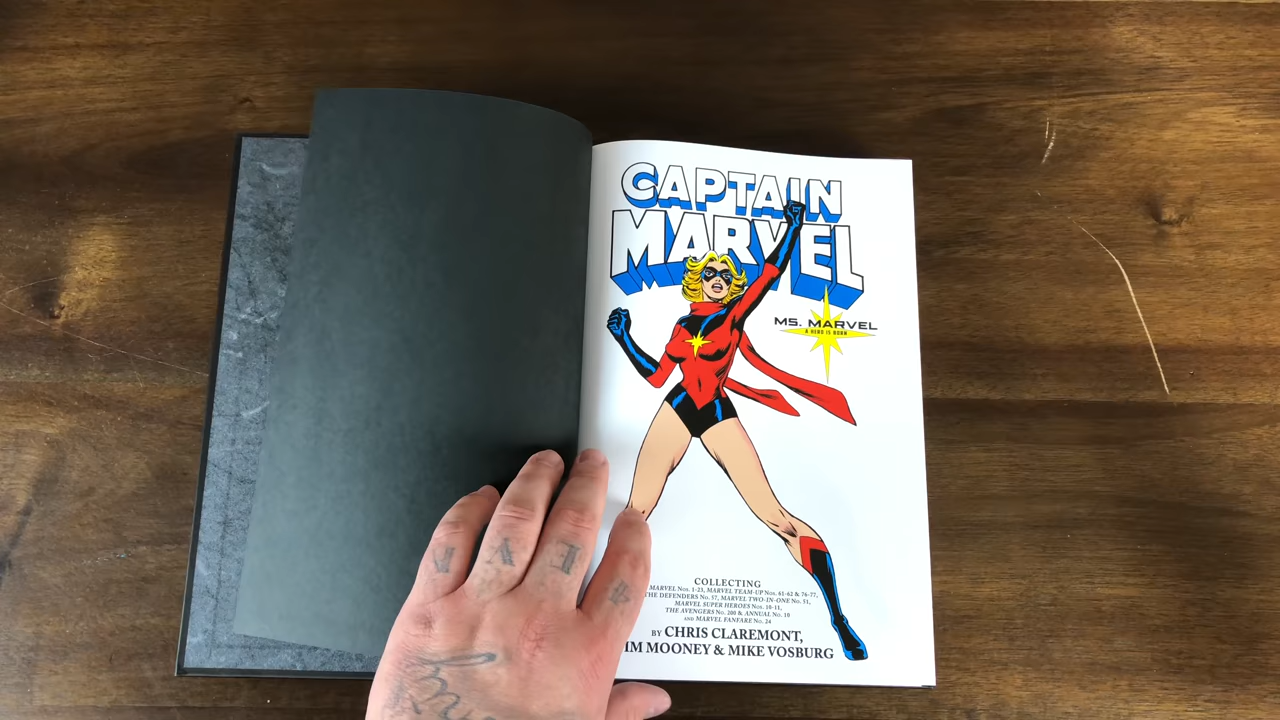 CAPTAIN
MARVEL
MS. MARVEL
A HERO IS BORN
COLLECTING
MARVEL Nos. 1-23, MARVEL TEAM-UP Nos. 61-62 & 76-77,
THE DEFENDERS No. 57, MARVEL TWO-IN-ONE No. 51,
MARVEL SUPER HEROES Nos. 10-11,
THE AVENGERS No. 200 & ANNUAL No. 10
AND MARVEL FANFARE No. 24
BY CHRIS CLAREMONT,
IM MOONEY & MIKE VOSBURG